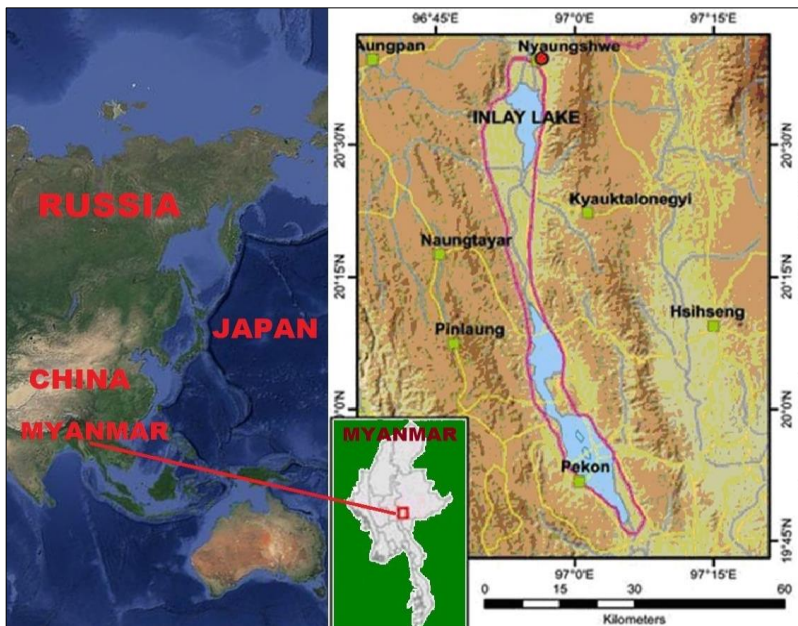 RUSSIA
JAPAN
CHINA
MYANMAR
MYANMAR
96°45'E 97°0'E 97°15'E
Aungpan
Nyaungshwe
INLAY LAKE
Kyauktalonegyi
Naungtayar
Hsihseng
Pinlaung
Pekon
20°30'N
20°15'N
20°0'N
20°30'N
20°15'N
20°0'N
19°45'N
97°0'E 97°15'E
0 15 30 60
Kilometers